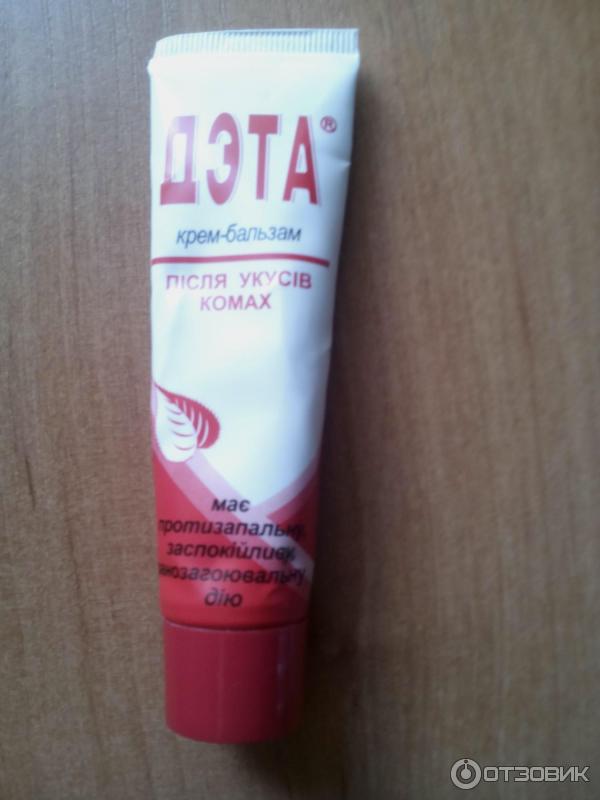 ДЭТА®
крем-бальзам
ПІСЛЯ УКУСІВ
КОМАХ
має
протизапальну,
заспокійливу,
ранозагоювальну
дію
ОТЗОВИК